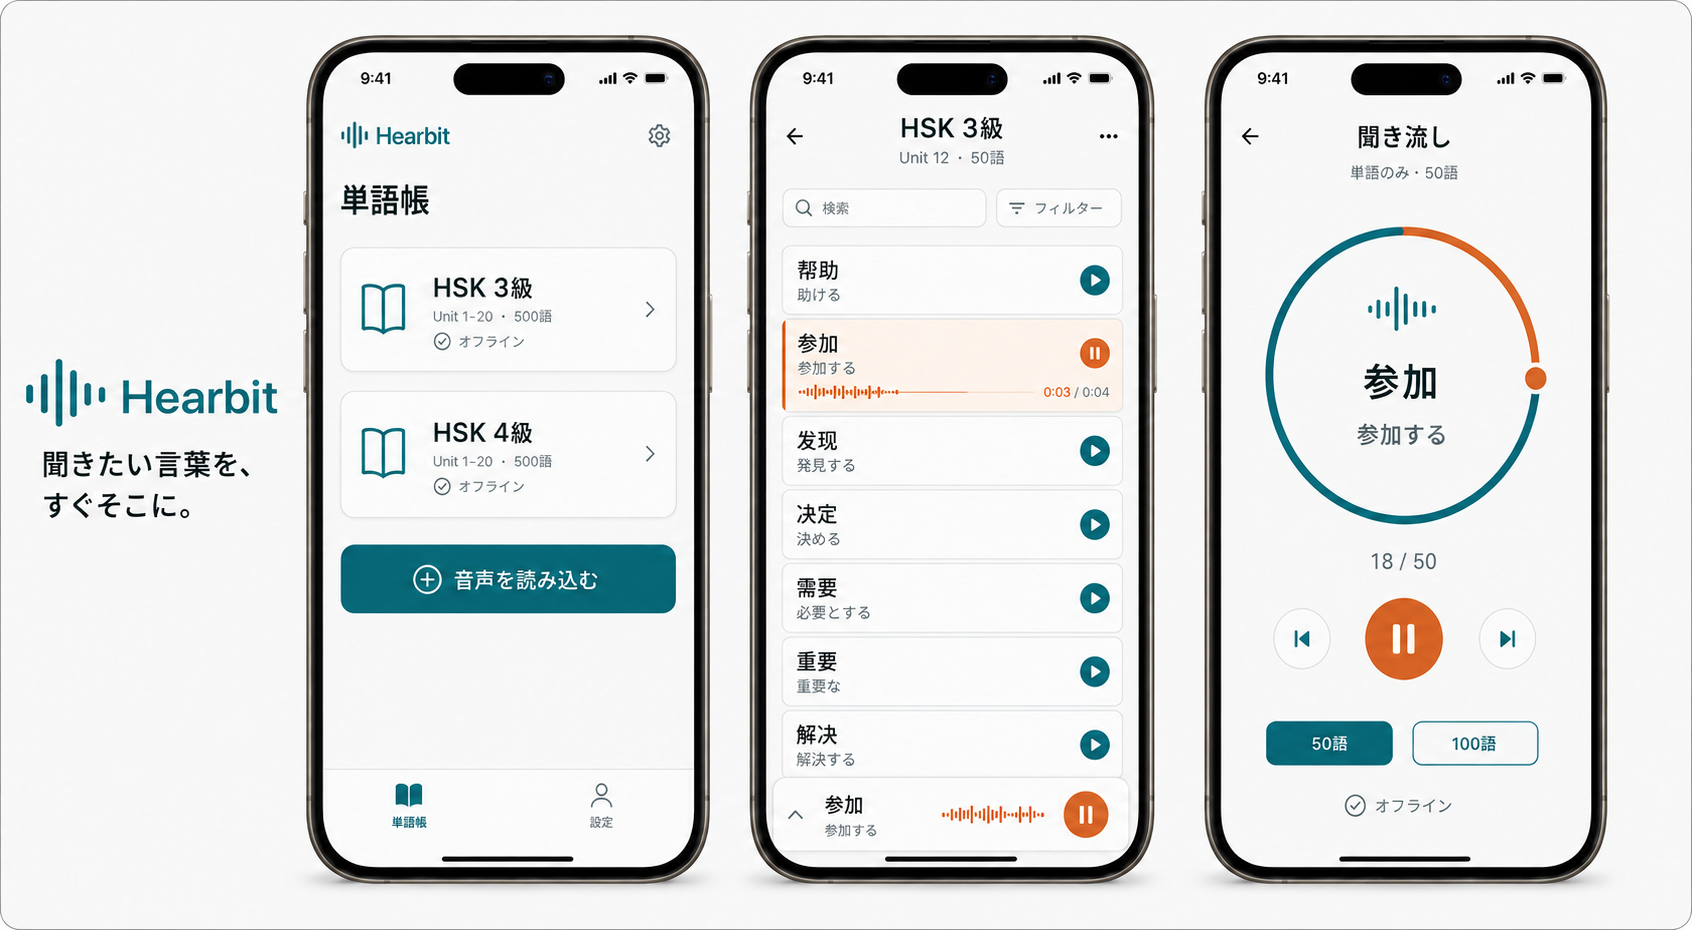 Hearbit
聞きたい言葉を、
すぐそこに。
9:41
Hearbit
単語帳
HSK 3級
Unit 1-20 ・ 500語
オフライン
HSK 4級
Unit 1-20 ・ 500語
オフライン
音声を読み込む
単語帳
設定
9:41
HSK 3級
Unit 12 ・ 50語
検索
フィルター
帮助
助ける
参加
参加する
0:03 / 0:04
发现
発見する
决定
決める
需要
必要とする
重要
重要な
解决
解決する
参加
参加する
9:41
聞き流し
単語のみ・50語
参加
参加する
18 / 50
50語
100語
オフライン